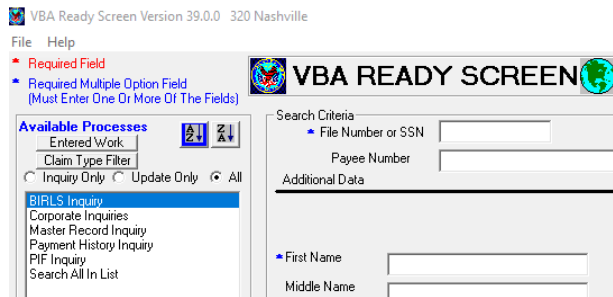 VBA Ready Screen Version 39.0.0 320 Nashville
File Help
* Required Field
* Required Multiple Option Field
(Must Enter One Or More Of The Fields)
VBA READY SCREEN
Available Processes
Entered Work
Claim Type Filter
A Z
Z A
Inquiry Only Update Only All
BIRLS Inquiry
Corporate Inquiries
Master Record Inquiry
Payment History Inquiry
PIF Inquiry
Search All In List
Search Criteria
* File Number or SSN
Payee Number
Additional Data
* First Name
Middle Name